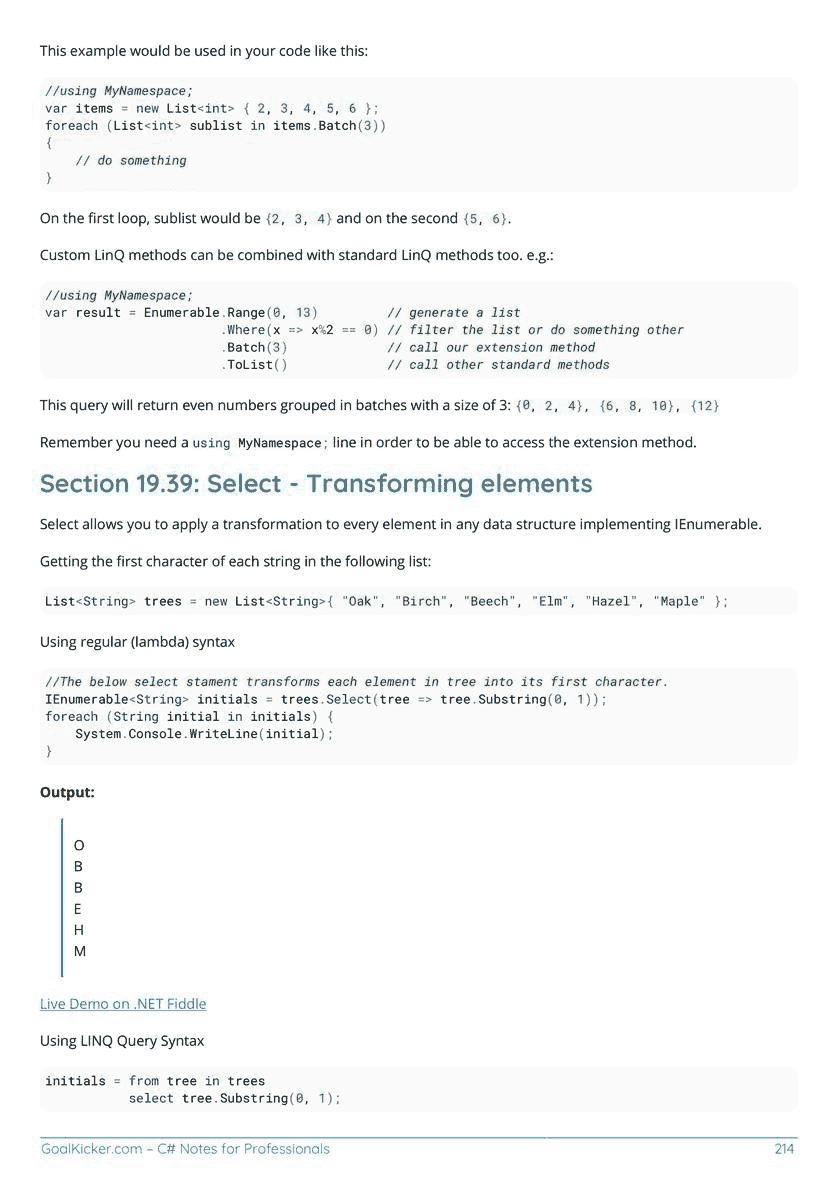 This example would be used in your code like this:
//using MyNamespace;
var items = new List<int> { 2, 3, 4, 5, 6 };
foreach (List<int> sublist in items.Batch(3))
{
    // do something
}
On the first loop, sublist would be {2, 3, 4} and on the second {5, 6}.
Custom LinQ methods can be combined with standard LinQ methods too. e.g.:
//using MyNamespace;
var result = Enumerable.Range(0, 13)         // generate a list
                       .Where(x => x%2 == 0) // filter the list or do something other
                       .Batch(3)             // call our extension method
                       .ToList()             // call other standard methods
This query will return even numbers grouped in batches with a size of 3: {0, 2, 4}, {6, 8, 10}, {12}
Remember you need a using MyNamespace; line in order to be able to access the extension method.
Section 19.39: Select - Transforming elements
Select allows you to apply a transformation to every element in any data structure implementing IEnumerable.
Getting the first character of each string in the following list:
List<String> trees = new List<String>{ "Oak", "Birch", "Beech", "Elm", "Hazel", "Maple" };
Using regular (lambda) syntax
//The below select stament transforms each element in tree into its first character.
IEnumerable<String> initials = trees.Select(tree => tree.Substring(0, 1));
foreach (String initial in initials) {
    System.Console.WriteLine(initial);
}
Output:
O
B
B
E
H
M
Live Demo on .NET Fiddle
Using LINQ Query Syntax
initials = from tree in trees
           select tree.Substring(0, 1);
GoalKicker.com – C# Notes for Professionals 214